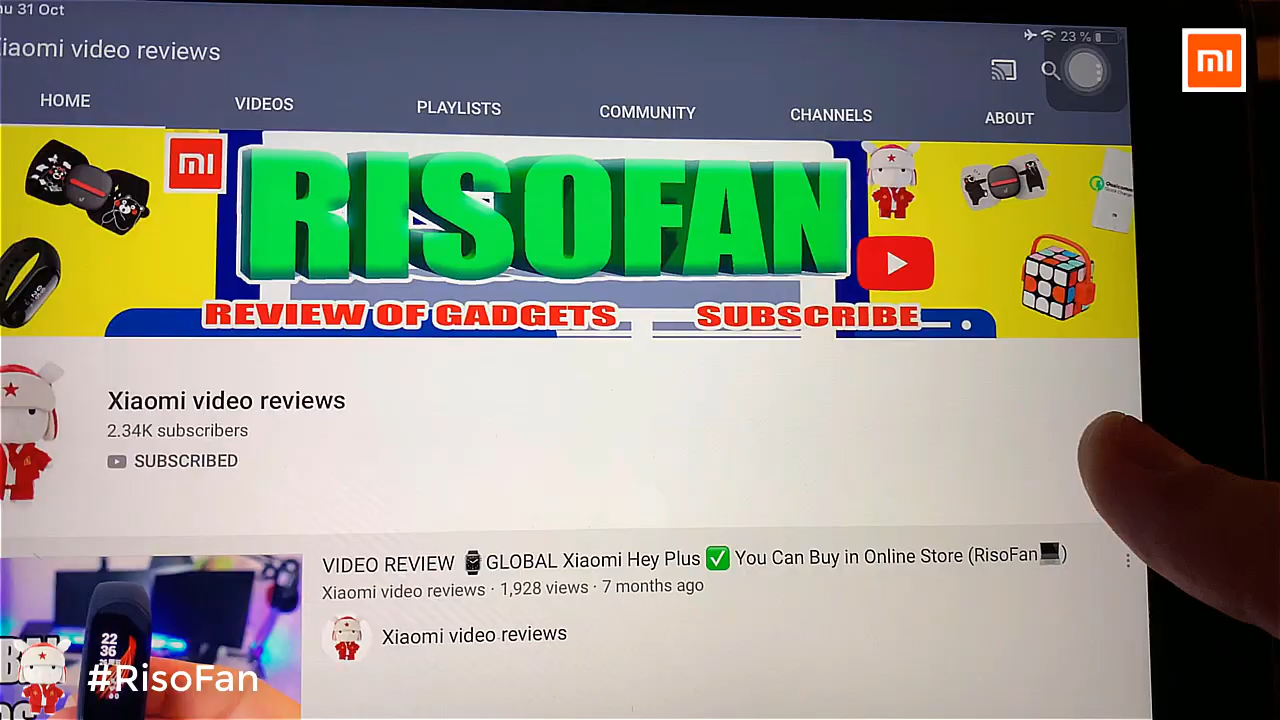 nu 31 Oct
23 %
iaomi video reviews
HOME
VIDEOS
PLAYLISTS
COMMUNITY
CHANNELS
ABOUT
mi
mi
RISOFAN
REVIEW OF GADGETS
SUBSCRIBE
Xiaomi video reviews
2.34K subscribers
SUBSCRIBED
VIDEO REVIEW ⌚GLOBAL Xiaomi Hey Plus ✅ You Can Buy in Online Store (RisoFan💻)
Xiaomi video reviews · 1,928 views · 7 months ago
Xiaomi video reviews
22
36
#RisoFan